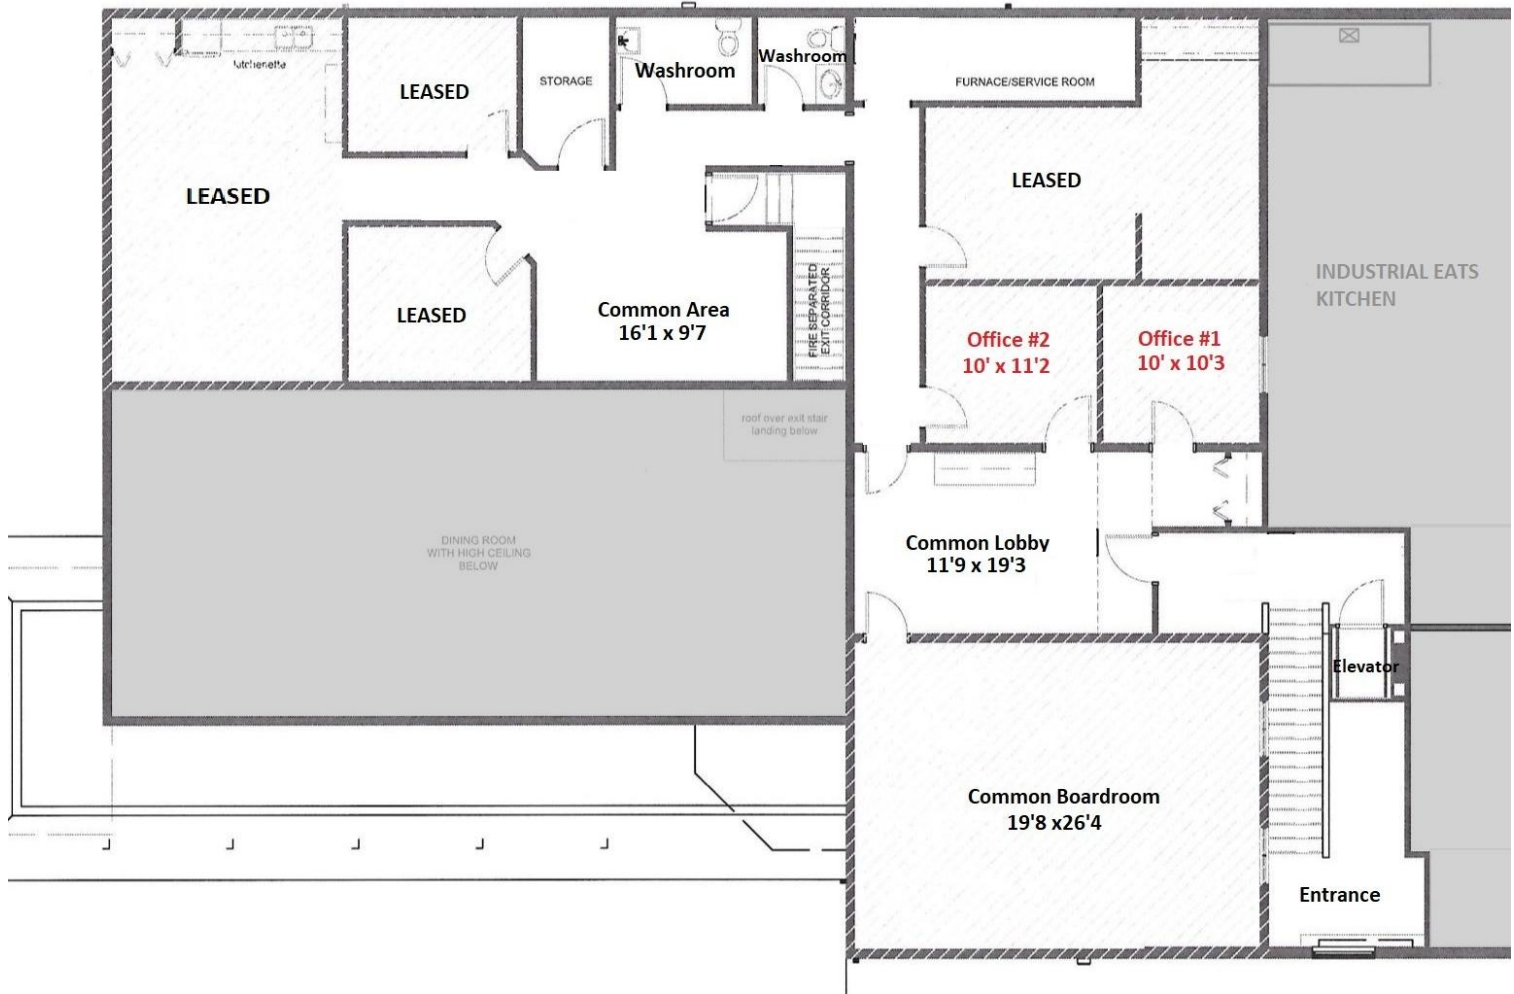 Kitchenette
LEASED
STORAGE
Washroom
Washroom
FURNACE/SERVICE ROOM
LEASED
LEASED
LEASED
Common Area
16'1 x 9'7
FIRE SEPARATED
EXIT CORRIDOR
Office #2
10' x 11'2
Office #1
10' x 10'3
INDUSTRIAL EATS
KITCHEN
roof over exit stair
landing below
DINING ROOM
WITH HIGH CEILING
BELOW
Common Lobby
11'9 x 19'3
Elevator
Common Boardroom
19'8 x26'4
Entrance